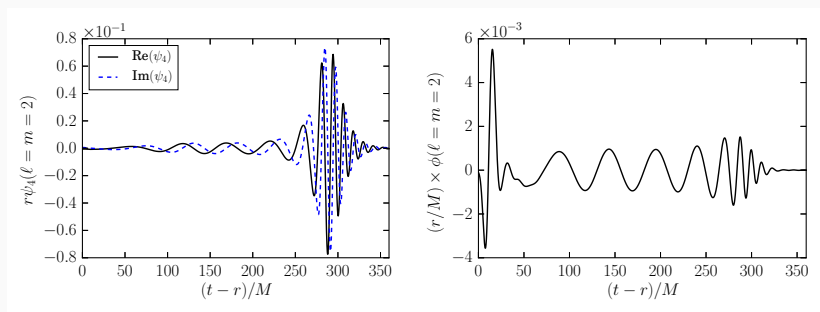 ×10⁻¹
0.8
0.6
0.4
0.2
0.0
−0.2
−0.4
−0.6
−0.8
rψ₄(ℓ = m = 2)
Re(ψ₄)
Im(ψ₄)
0 50 100 150 200 250 300 350
(t − r)/M
×10⁻³
6
4
2
0
−2
−4
(r/M) × ϕ(ℓ = m = 2)
0 50 100 150 200 250 300 350
(t − r)/M